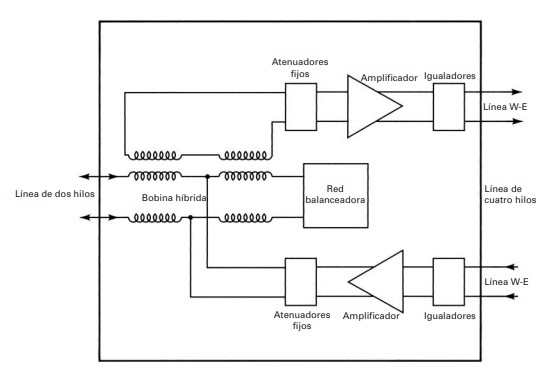 Atenuadores
fijos
Amplificador
Igualadores
Línea W-E
Línea de dos hilos
Bobina híbrida
Red
balanceadora
Línea de
cuatro hilos
Línea W-E
Atenuadores
fijos
Amplificador
Igualadores